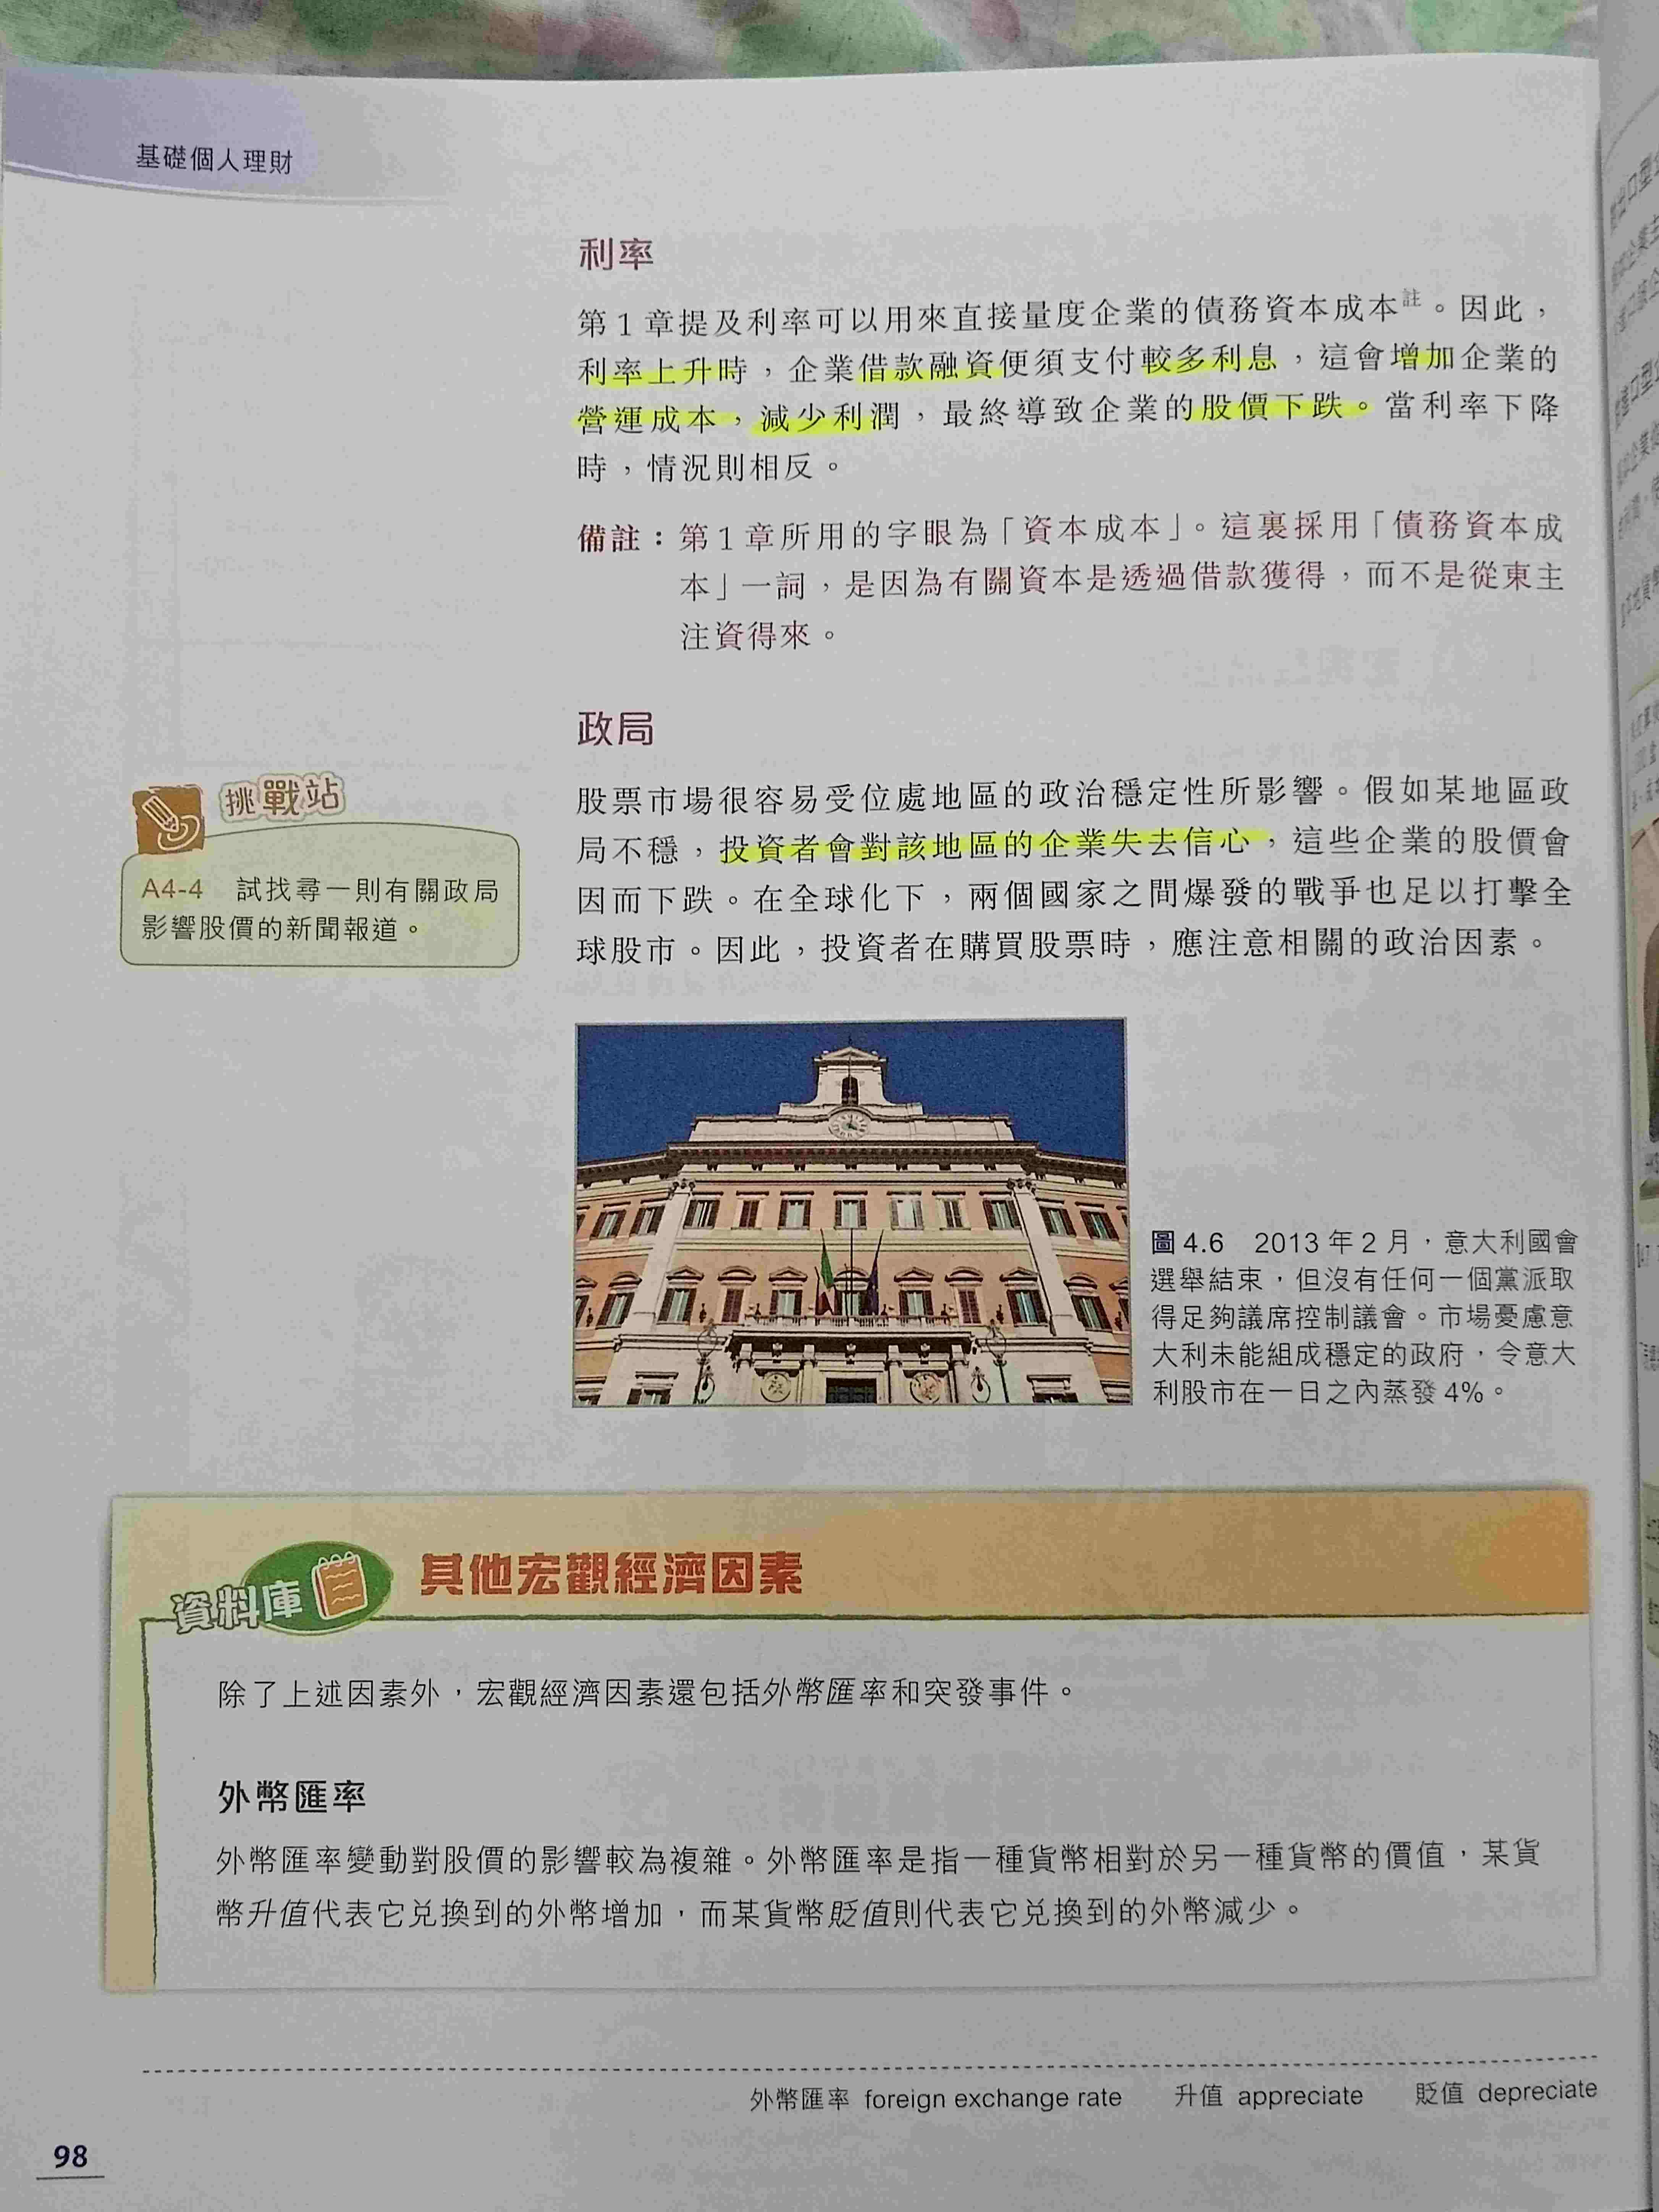 基礎個人理財
利率
第1章提及利率可以用來直接量度企業的債務資本成本註。因此，
利率上升時，企業借款融資便須支付較多利息，這會增加企業的
營運成本，減少利潤，最終導致企業的股價下跌。當利率下降
時，情況則相反。
備註：第1章所用的字眼為「資本成本」。這裏採用「債務資本成
本」一詞，是因為有關資本是透過借款獲得，而不是從東主
注資得來。
政局
股票市場很容易受位處地區的政治穩定性所影響。假如某地區政
局不穩，投資者會對該地區的企業失去信心，這些企業的股價會
因而下跌。在全球化下，兩個國家之間爆發的戰爭也足以打擊全
球股市。因此，投資者在購買股票時，應注意相關的政治因素。
挑戰站
A4-4 試找尋一則有關政局
影響股價的新聞報道。
圖4.6 2013年2月，意大利國會
選舉結束，但沒有任何一個黨派取
得足夠議席控制議會。市場憂慮意
大利未能組成穩定的政府，令意大
利股市在一日之內蒸發4%。
資料庫
其他宏觀經濟因素
除了上述因素外，宏觀經濟因素還包括外幣匯率和突發事件。
外幣匯率
外幣匯率變動對股價的影響較為複雜。外幣匯率是指一種貨幣相對於另一種貨幣的價值，某貨
幣升值代表它兌換到的外幣增加，而某貨幣貶值則代表它兌換到的外幣減少。
外幣匯率 foreign exchange rate 升值 appreciate 貶值 depreciate
98